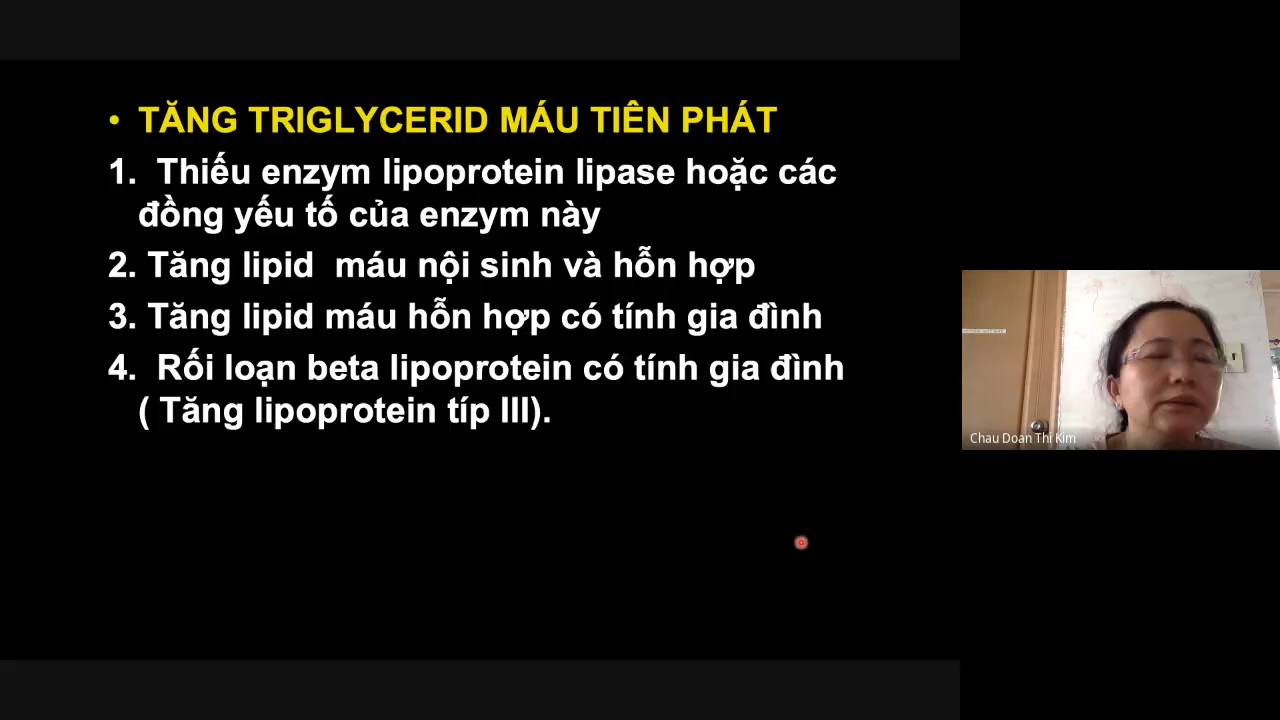 • TĂNG TRIGLYCERID MÁU TIÊN PHÁT
1. Thiếu enzym lipoprotein lipase hoặc các
đồng yếu tố của enzym này
2. Tăng lipid máu nội sinh và hỗn hợp
3. Tăng lipid máu hỗn hợp có tính gia đình
4. Rối loạn beta lipoprotein có tính gia đình
( Tăng lipoprotein típ III).
Chau Doan Thi Kim